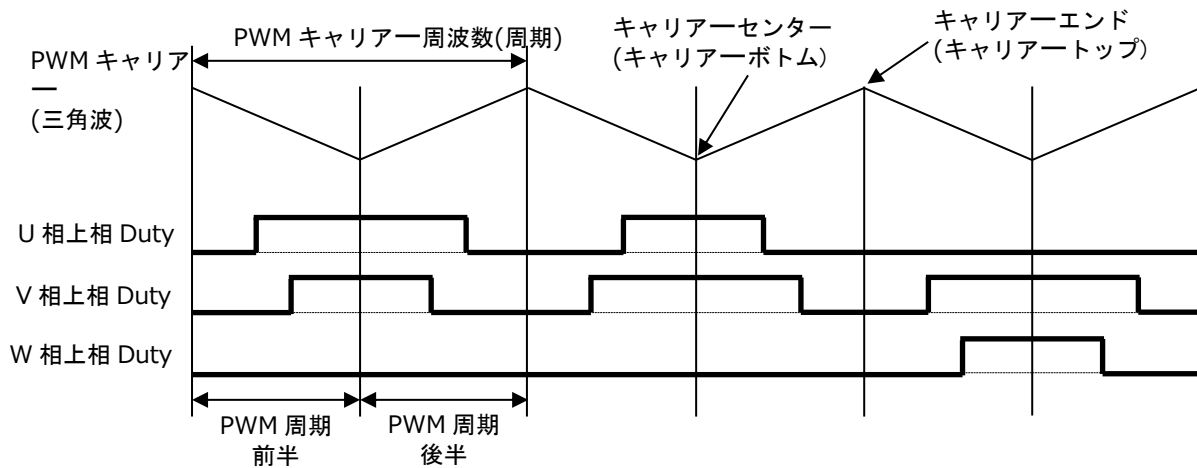 PWM キャリアー周波数(周期)
キャリアーセンター
(キャリアーボトム)
キャリアーエンド
(キャリアートップ)
PWM キャリア
ー
(三角波)
U 相上相 Duty
V 相上相 Duty
W 相上相 Duty
PWM 周期
前半
PWM 周期
後半